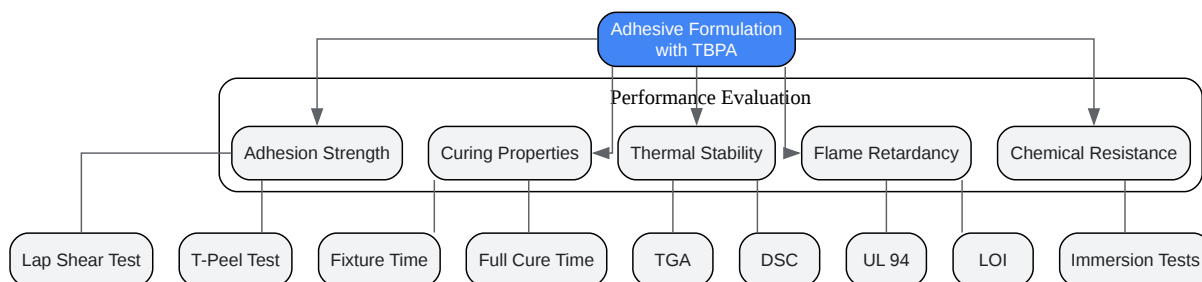 Adhesive Formulation
with TBPA
Performance Evaluation
Adhesion Strength
Curing Properties
Thermal Stability
Flame Retardancy
Chemical Resistance
Lap Shear Test
T-Peel Test
Fixture Time
Full Cure Time
TGA
DSC
UL 94
LOI
Immersion Tests